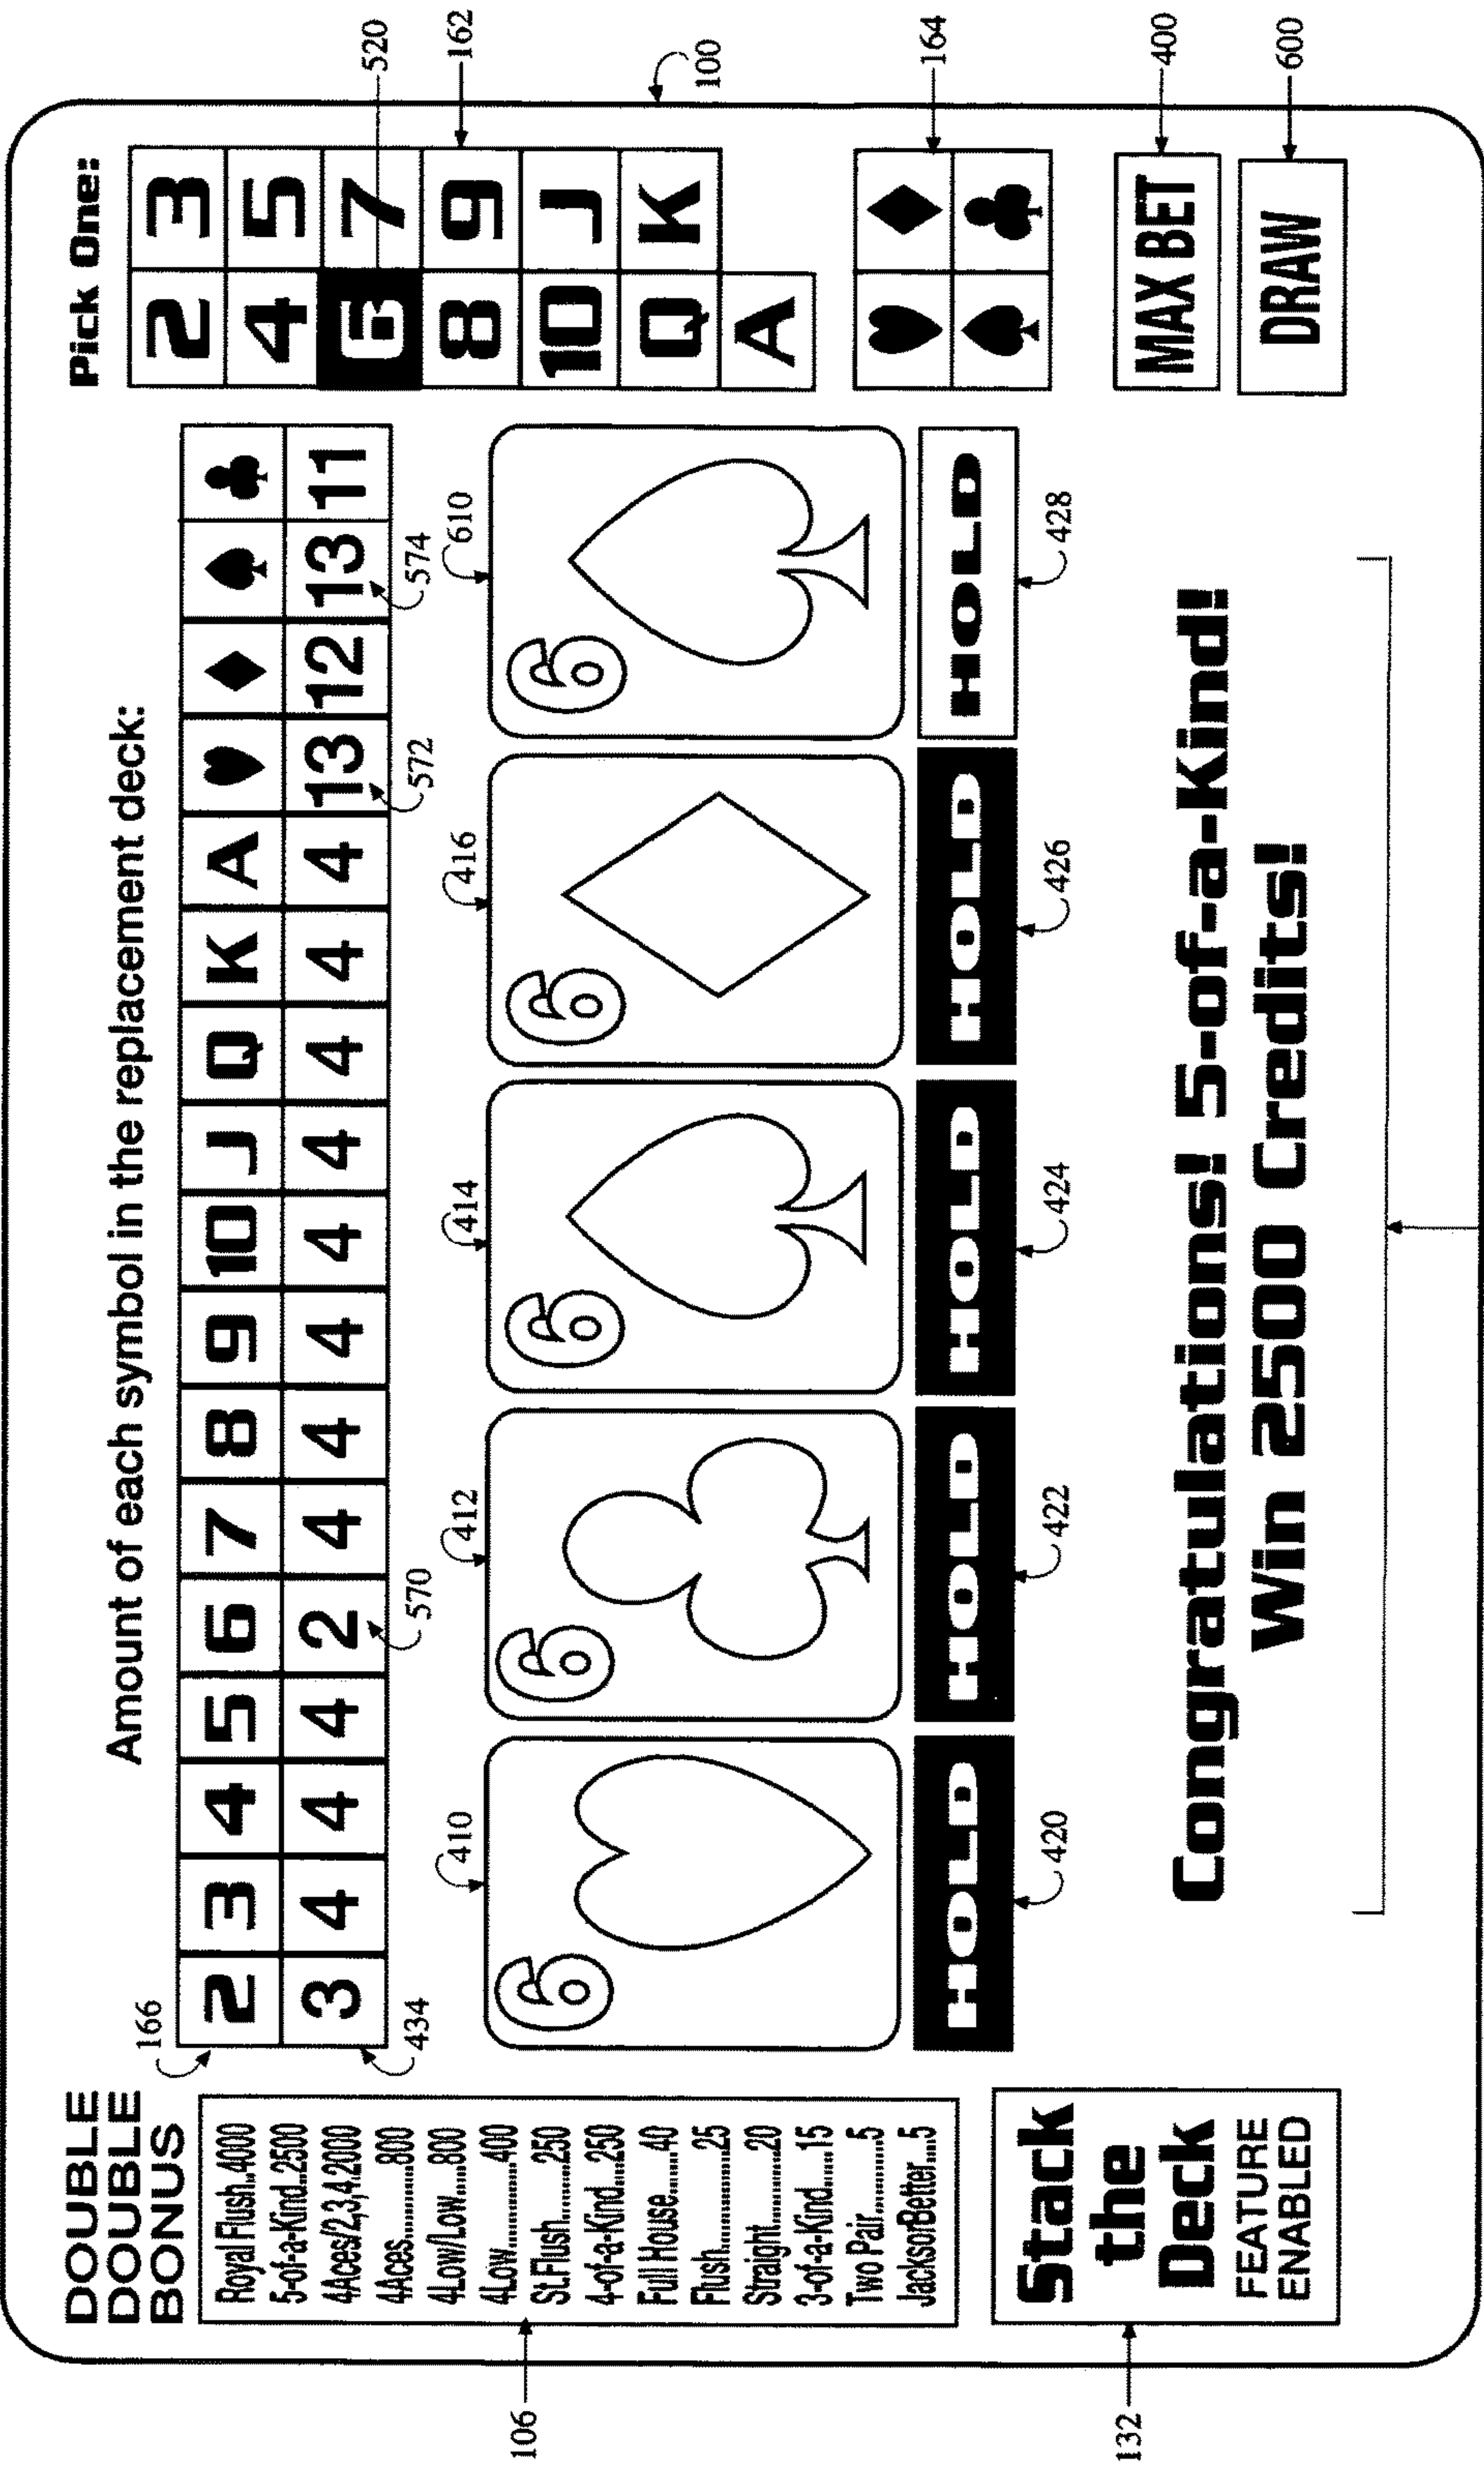 DOUBLE
DOUBLE
BONUS
Royal Flush..4000
5-of-a-Kind..2500
4Aces/2,3,4.2000
4Aces..........800
4Low/Low.....800
4Low............400
St.Flush........250
4-of-a-Kind...250
Full House.....40
Flush...........25
Straight........20
3-of-a-Kind...15
Two Pair........5
JacksorBetter....5
106
Stack
the
Deck
FEATURE
ENABLED
132
Amount of each symbol in the replacement deck:
166
2 3 4 5 6 7 8 9 10 J Q K A ♥ ♦ ♠ ♣
3 4 4 4 2 4 4 4 4 4 4 4 4 13 12 13 11
434 570 572 574
410 412 414 416 610
6 6 6 6 6
HOLD HOLD HOLD HOLD HOLD
420 422 424 426 428
Congratulations! 5-of-a-Kind!
Win 2500 Credits!
Pick One:
2 3
4 5
6 7
8 9
10 J
Q K
A
♥ ♦
♠ ♣
MAX BET
DRAW
520
162
100
164
400
600